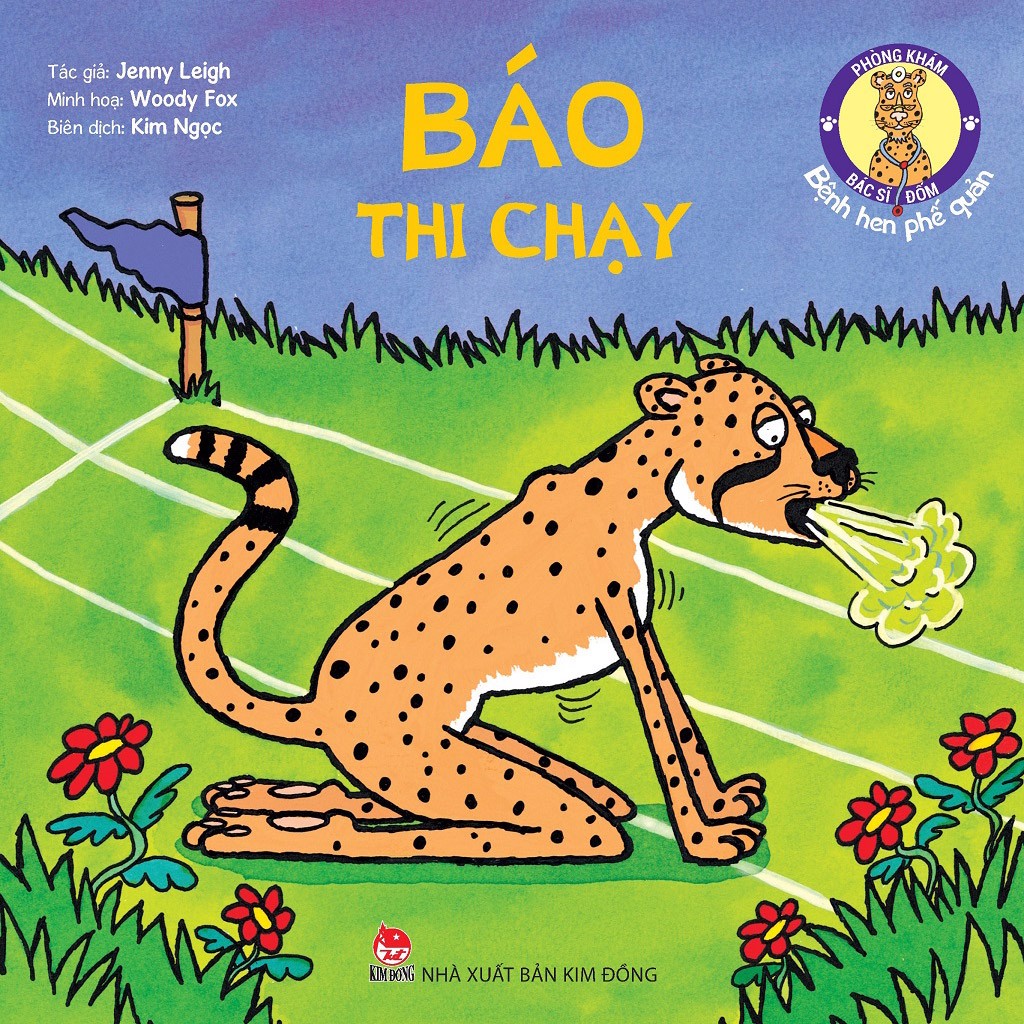 Tác giả: Jenny Leigh
Minh hoạ: Woody Fox
Biên dịch: Kim Ngọc
BÁO
THI CHẠY
PHÒNG KHÁM
BÁC SĨ ĐỐM
Bệnh hen phế quản
KIM ĐỒNG
NHÀ XUẤT BẢN KIM ĐỒNG